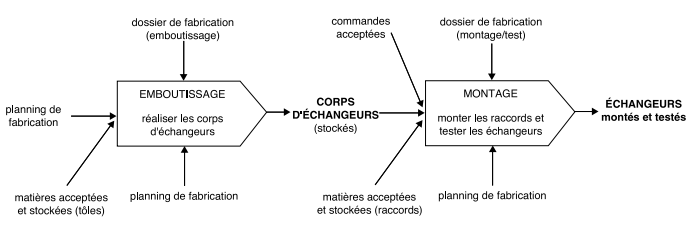 dossier de fabrication
(emboutissage)
commandes
acceptées
dossier de fabrication
(montage/test)
planning de
fabrication
EMBOUTISSAGE
réaliser les corps
d'échangeurs
CORPS
D'ÉCHANGEURS
(stockés)
MONTAGE
monter les raccords et
tester les échangeurs
ÉCHANGEURS
montés et testés
matières acceptées
et stockées (tôles)
planning de fabrication
matières acceptées
et stockées (raccords)
planning de fabrication